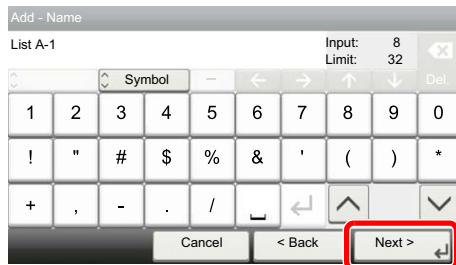 Add - Name
List A-1 Input: 8
Limit: 32
Symbol - Del.
1 2 3 4 5 6 7 8 9 0
! " # $ % & ' ( ) *
+ , - . / _
Cancel < Back Next >